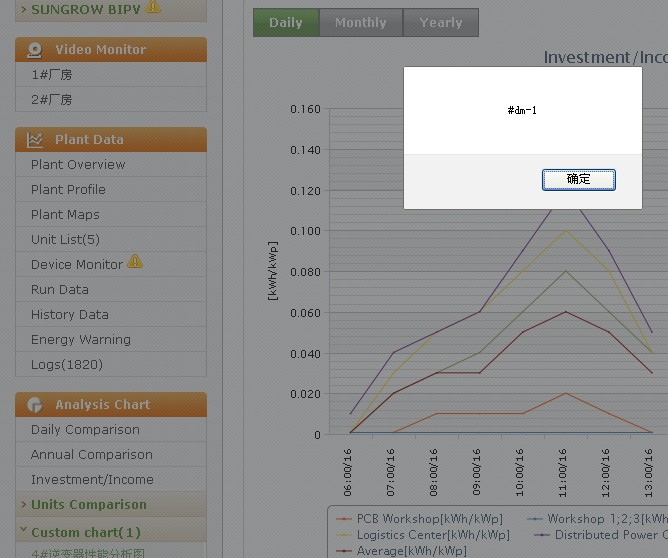 SUNGROW BIPV
Video Monitor
1#厂房
2#厂房
Plant Data
Plant Overview
Plant Profile
Plant Maps
Unit List(5)
Device Monitor
Run Data
History Data
Energy Warning
Logs(1820)
Analysis Chart
Daily Comparison
Annual Comparison
Investment/Income
Units Comparison
Custom chart(1)
4#逆变器性能分析图
Daily Monthly Yearly
Investment/Inco
#dm-1
确定
[kWh/kWp]
0.160
0.140
0.120
0.100
0.080
0.060
0.040
0.020
0
06:00/16 07:00/16 08:00/16 09:00/16 10:00/16 11:00/16 12:00/16 13:00/16
PCB Workshop[kWh/kWp] Workshop 1;2;3[kWh
Logistics Center[kWh/kWp] Distributed Power C
Average[kWh/kWp]